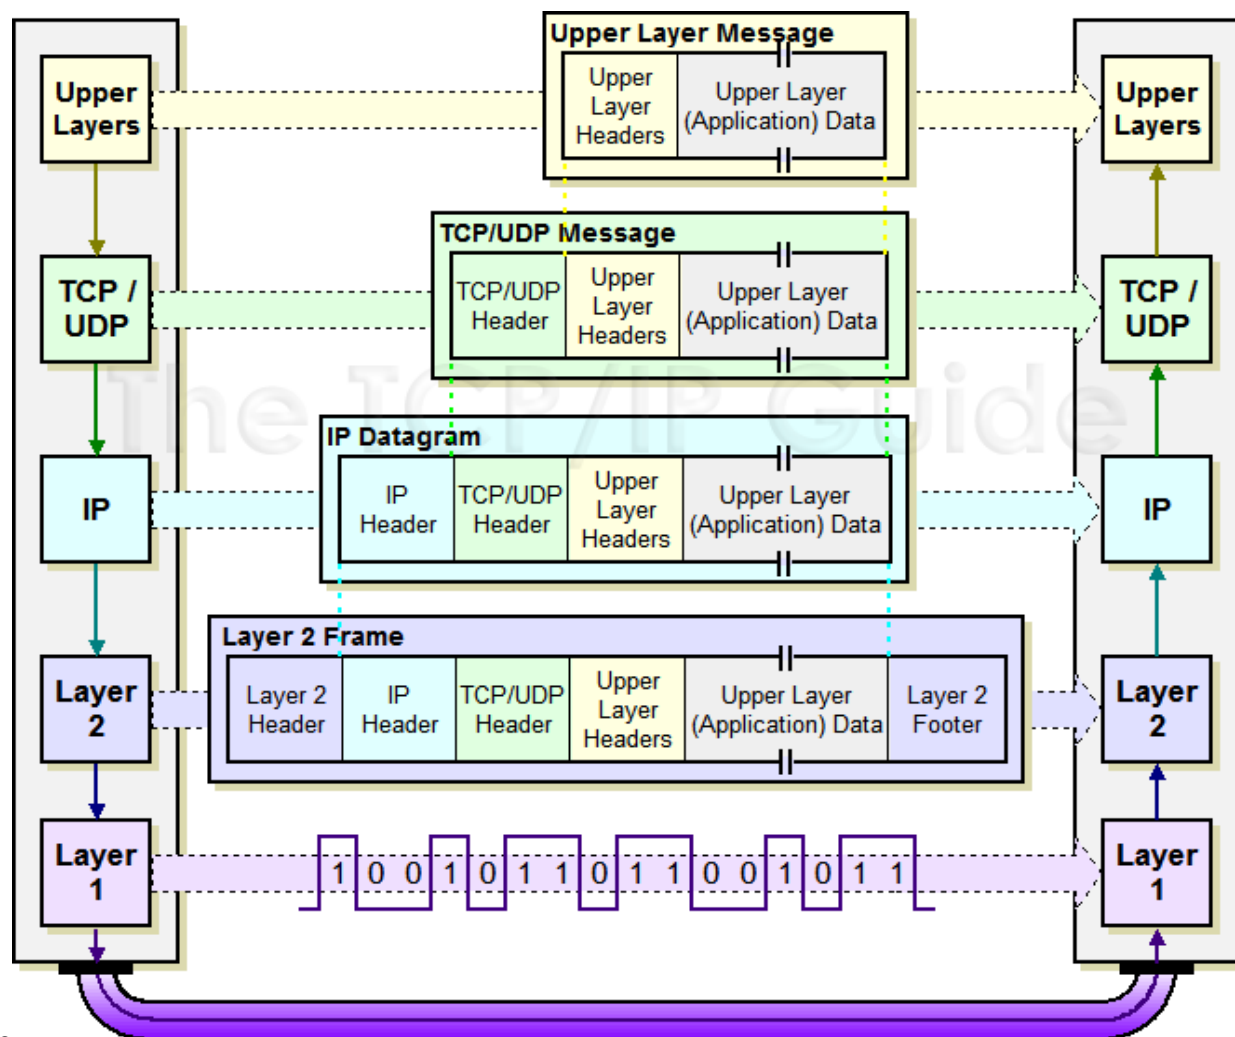 Upper Layer Message
Upper
Layers
Upper
Layer
Headers
Upper Layer
(Application) Data
Upper
Layers
TCP/UDP Message
TCP /
UDP
TCP/UDP
Header
Upper
Layer
Headers
Upper Layer
(Application) Data
TCP /
UDP
The TCP/IP Guide
IP Datagram
IP
IP
Header
TCP/UDP
Header
Upper
Layer
Headers
Upper Layer
(Application) Data
IP
Layer 2 Frame
Layer
2
Layer 2
Header
IP
Header
TCP/UDP
Header
Upper
Layer
Headers
Upper Layer
(Application) Data
Layer 2
Footer
Layer
2
Layer
1
1 0 0 1 0 1 1 0 1 1 0 0 1 0 1 1
Layer
1